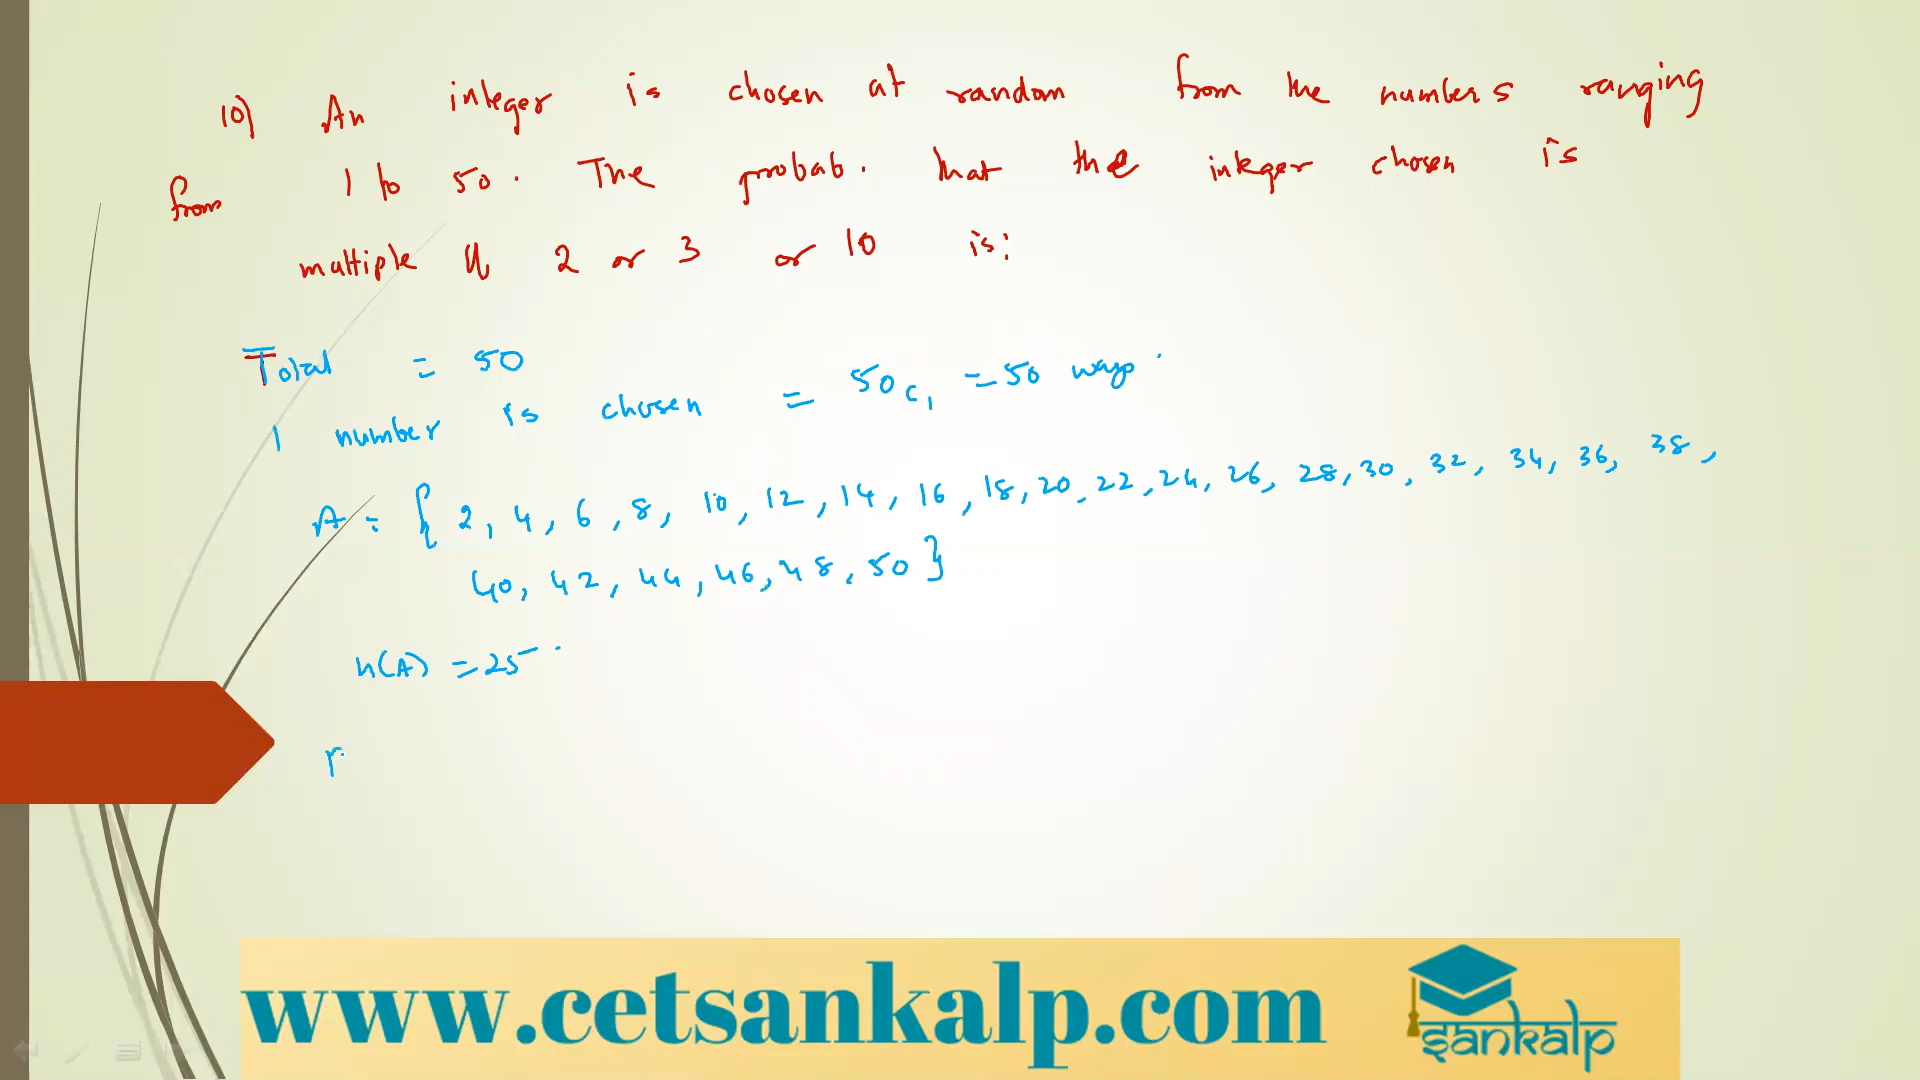 10) An integer is chosen at random from the numbers ranging
from 1 to 50. The probab. that the integer chosen is
multiple of 2 or 3 or 10 is:
Total = 50
1 number is chosen = 50C1 = 50 ways.
A = {2, 4, 6, 8, 10, 12, 14, 16, 18, 20, 22, 24, 26, 28, 30, 32, 34, 36, 38,
40, 42, 44, 46, 48, 50}
n(A) = 25.
www.cetsankalp.com
sankalp